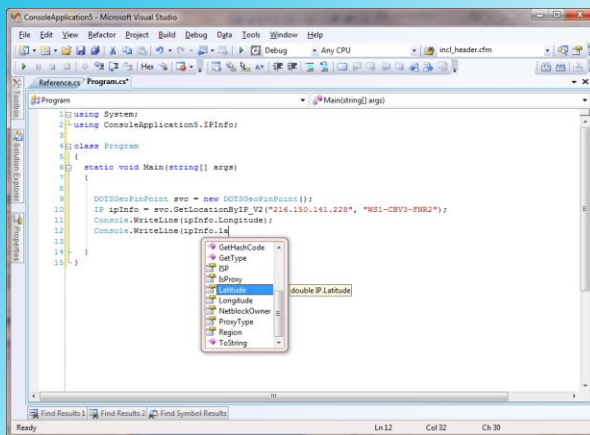 ConsoleApplication5 - Microsoft Visual Studio
File Edit View Refactor Project Build Debug Data Tools Window Help
Debug Any CPU incl_header.cfm
Hex
Reference.cs Program.cs*
Program Main(string[] args)
Toolbox
Solution Explorer
Properties
1 using System;
2 using ConsoleApplication5.IPInfo;
3
4 class Program
5 {
6 static void Main(string[] args)
7 {
8
9 DOTSGeoPinPoint svc = new DOTSGeoPinPoint();
10 IP ipInfo = svc.GetLocationByIP_V2("216.150.141.228", "WS1-CBV3-FNR2");
11 Console.WriteLine(ipInfo.Longitude);
12 Console.WriteLine(ipInfo.la
13
14 }
15 }
GetHashCode
GetType
ISP
IsProxy
Latitude
double IP.Latitude
Longitude
NetblockOwner
ProxyType
Region
ToString
Find Results 1 Find Results 2 Find Symbol Results
Ready Ln 12 Col 32 Ch 30